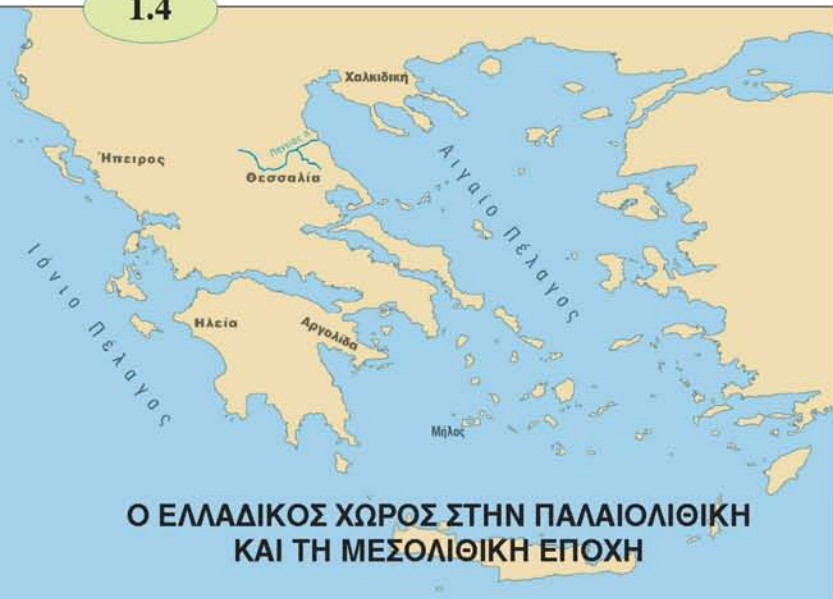 1.4
Χαλκιδική
Πηνειός π.
Ήπειρος
Θεσσαλία
Αιγαίο Πέλαγος
Ιόνιο Πέλαγος
Ηλεία
Αργολίδα
Μήλος
Ο ΕΛΛΑΔΙΚΟΣ ΧΩΡΟΣ ΣΤΗΝ ΠΑΛΑΙΟΛΙΘΙΚΗ
ΚΑΙ ΤΗ ΜΕΣΟΛΙΘΙΚΗ ΕΠΟΧΗ